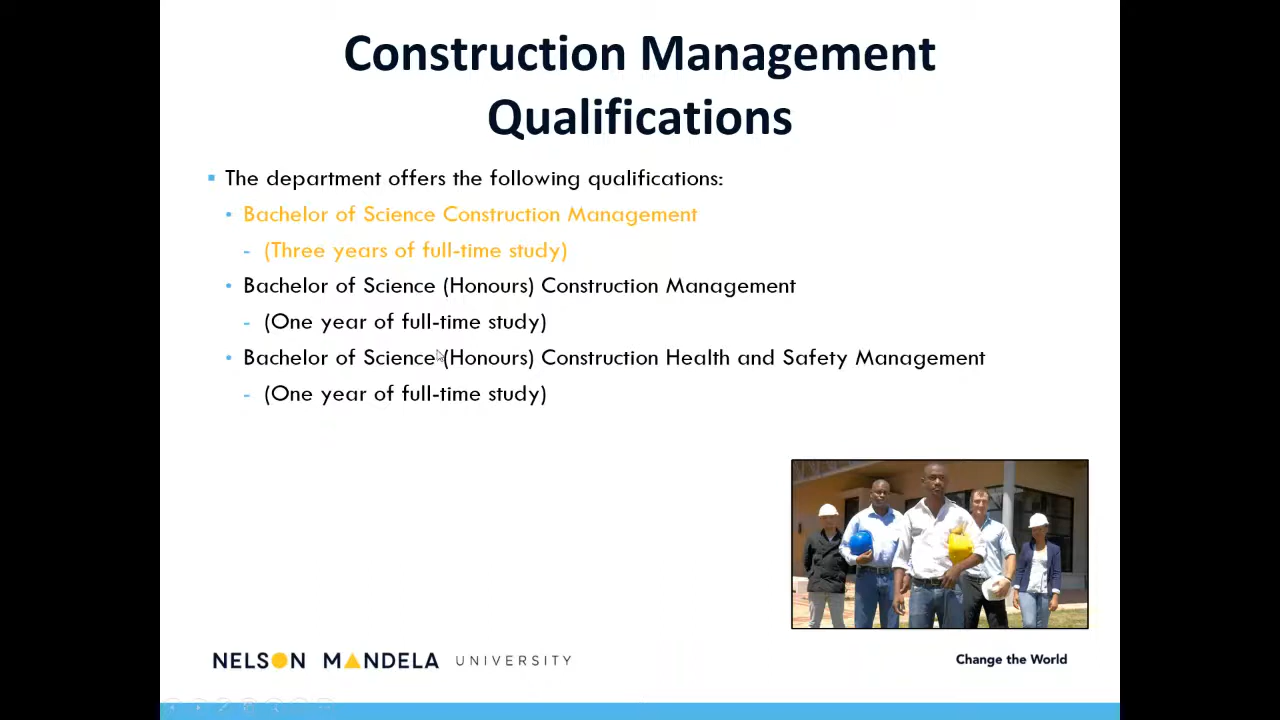 Construction Management
Qualifications
The department offers the following qualifications:
Bachelor of Science Construction Management
- (Three years of full-time study)
Bachelor of Science (Honours) Construction Management
- (One year of full-time study)
Bachelor of Science (Honours) Construction Health and Safety Management
- (One year of full-time study)
NELSON MANDELA UNIVERSITY
Change the World